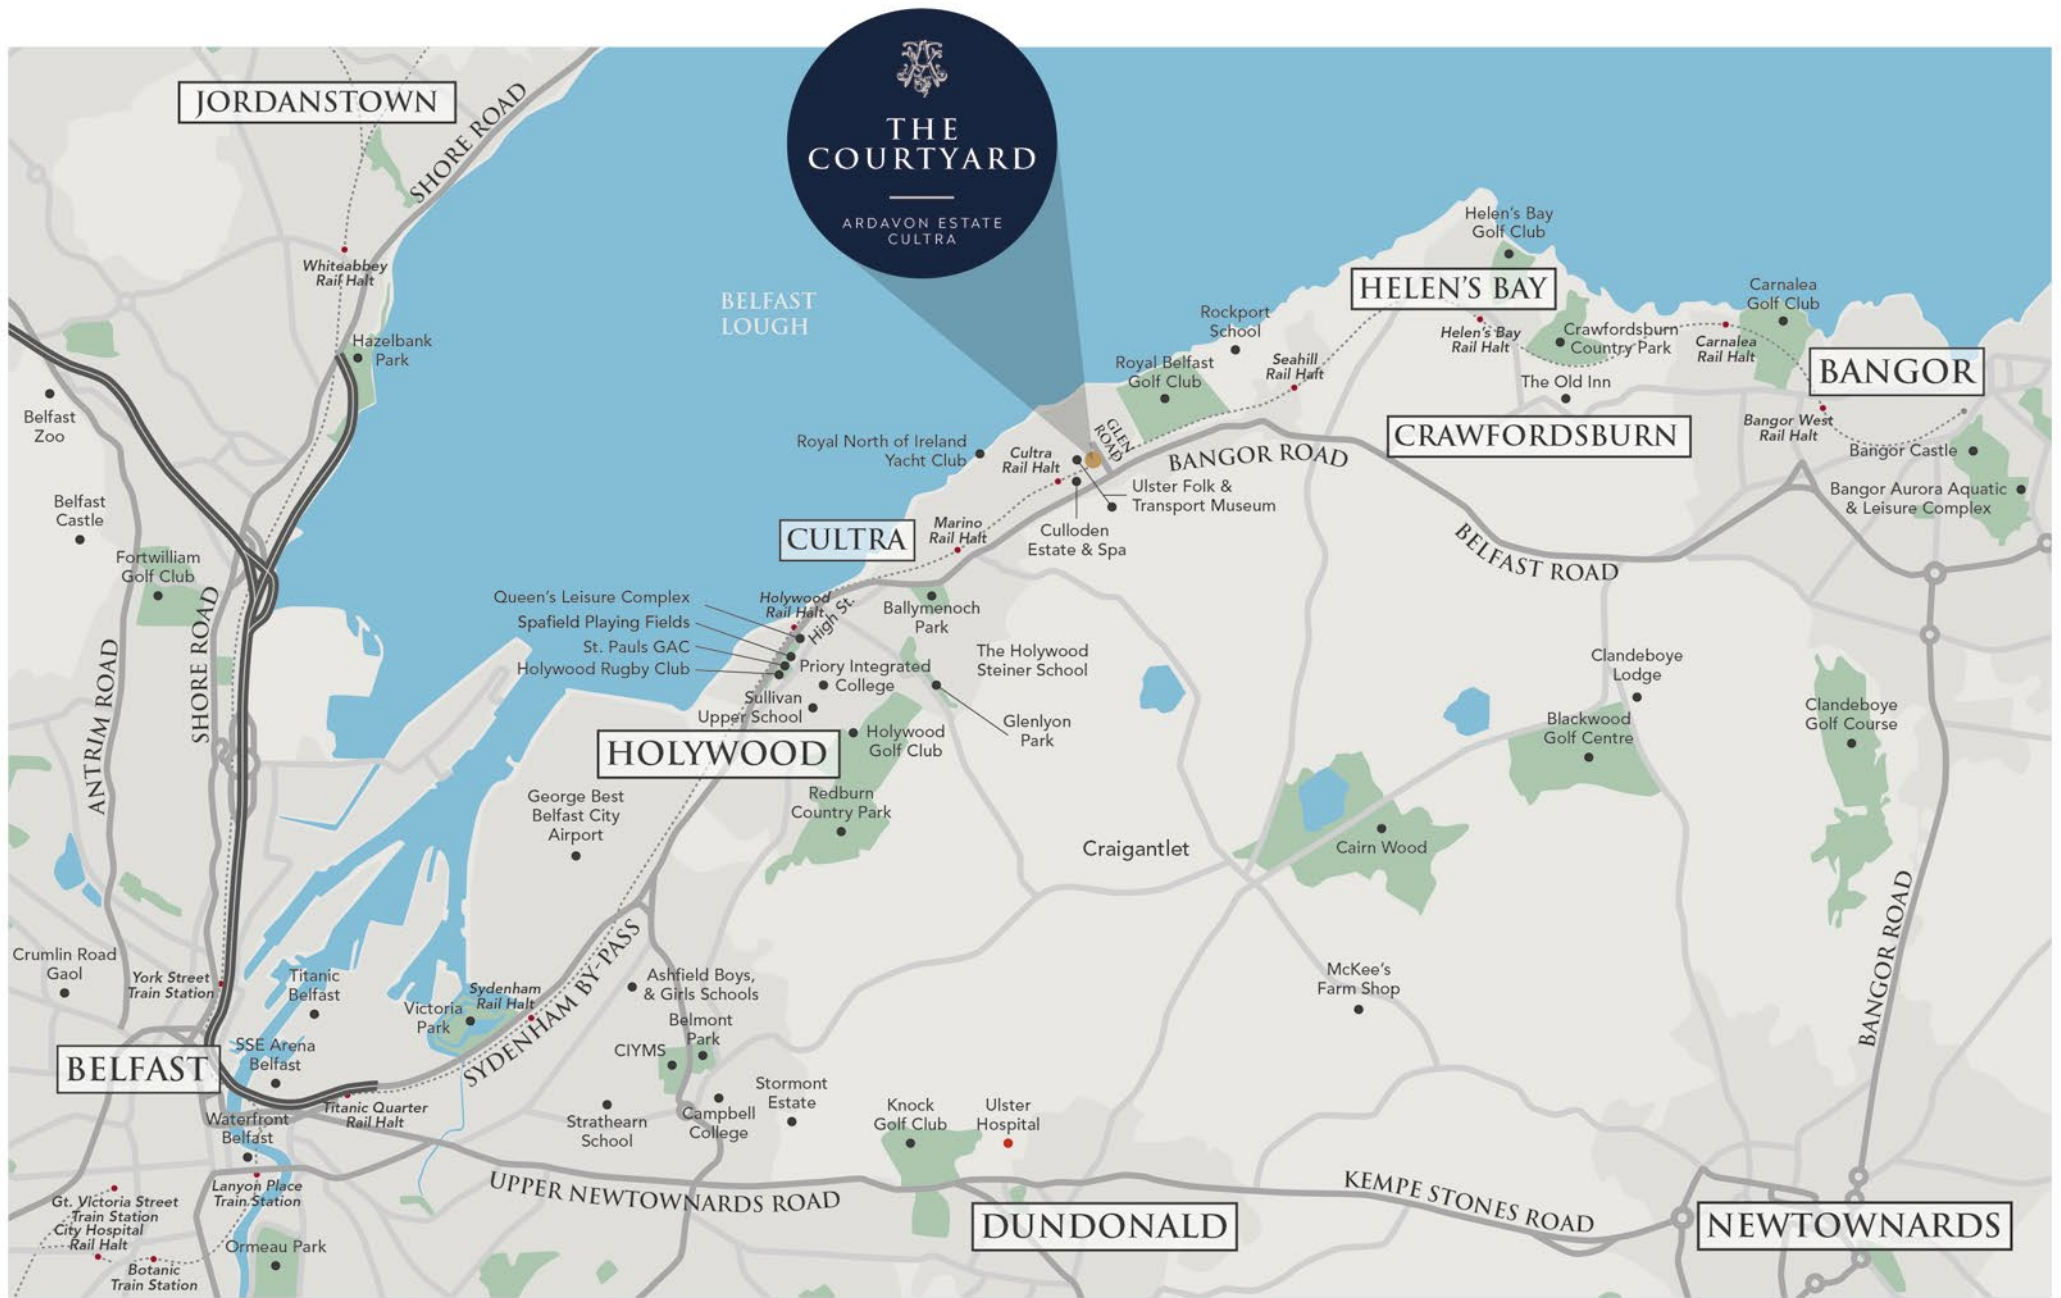 THE
COURTYARD
ARDAVON ESTATE
CULTRA
JORDANSTOWN
SHORE ROAD
Whiteabbey
Rail Halt
Hazelbank
Park
BELFAST
LOUGH
Helen's Bay
Golf Club
HELEN'S BAY
Carnalea
Golf Club
Rockport
School
Helen's Bay
Rail Halt
Crawfordsburn
Country Park
Carnalea
Rail Halt
Seahill
Rail Halt
Royal Belfast
Golf Club
The Old Inn
BANGOR
Belfast
Zoo
Royal North of Ireland
Yacht Club
Cultra
Rail Halt
GLEN
ROAD
BANGOR ROAD
CRAWFORDSBURN
Bangor West
Rail Halt
Bangor Castle
Bangor Aurora Aquatic
& Leisure Complex
Ulster Folk &
Transport Museum
Belfast
Castle
CULTRA
Marino
Rail Halt
Culloden
Estate & Spa
BELFAST ROAD
Fortwilliam
Golf Club
Queen's Leisure Complex
Spafield Playing Fields
St. Pauls GAC
Holywood Rugby Club
Holywood
Rail Halt
High St.
Ballymenoch
Park
SHORE ROAD
ANTRIM ROAD
Priory Integrated
College
The Holywood
Steiner School
Sullivan
Upper School
Clandeboye
Lodge
HOLYWOOD
Holywood
Golf Club
Glenlyon
Park
Blackwood
Golf Centre
Clandeboye
Golf Course
George Best
Belfast City
Airport
Redburn
Country Park
Craigantlet
Cairn Wood
BANGOR ROAD
Crumlin Road
Gaol
York Street
Train Station
Titanic
Belfast
Victoria
Park
Sydenham
Rail Halt
SYDENHAM BY-PASS
Ashfield Boys,
& Girls Schools
McKee's
Farm Shop
Belmont
Park
CIYMS
BELFAST
SSE Arena
Belfast
Titanic Quarter
Rail Halt
Waterfront
Belfast
Strathearn
School
Campbell
College
Stormont
Estate
Knock
Golf Club
Ulster
Hospital
Lanyon Place
Train Station
Gt. Victoria Street
Train Station
City Hospital
Rail Halt
Botanic
Train Station
Ormeau Park
UPPER NEWTOWNARDS ROAD
KEMPE STONES ROAD
DUNDONALD
NEWTOWNARDS